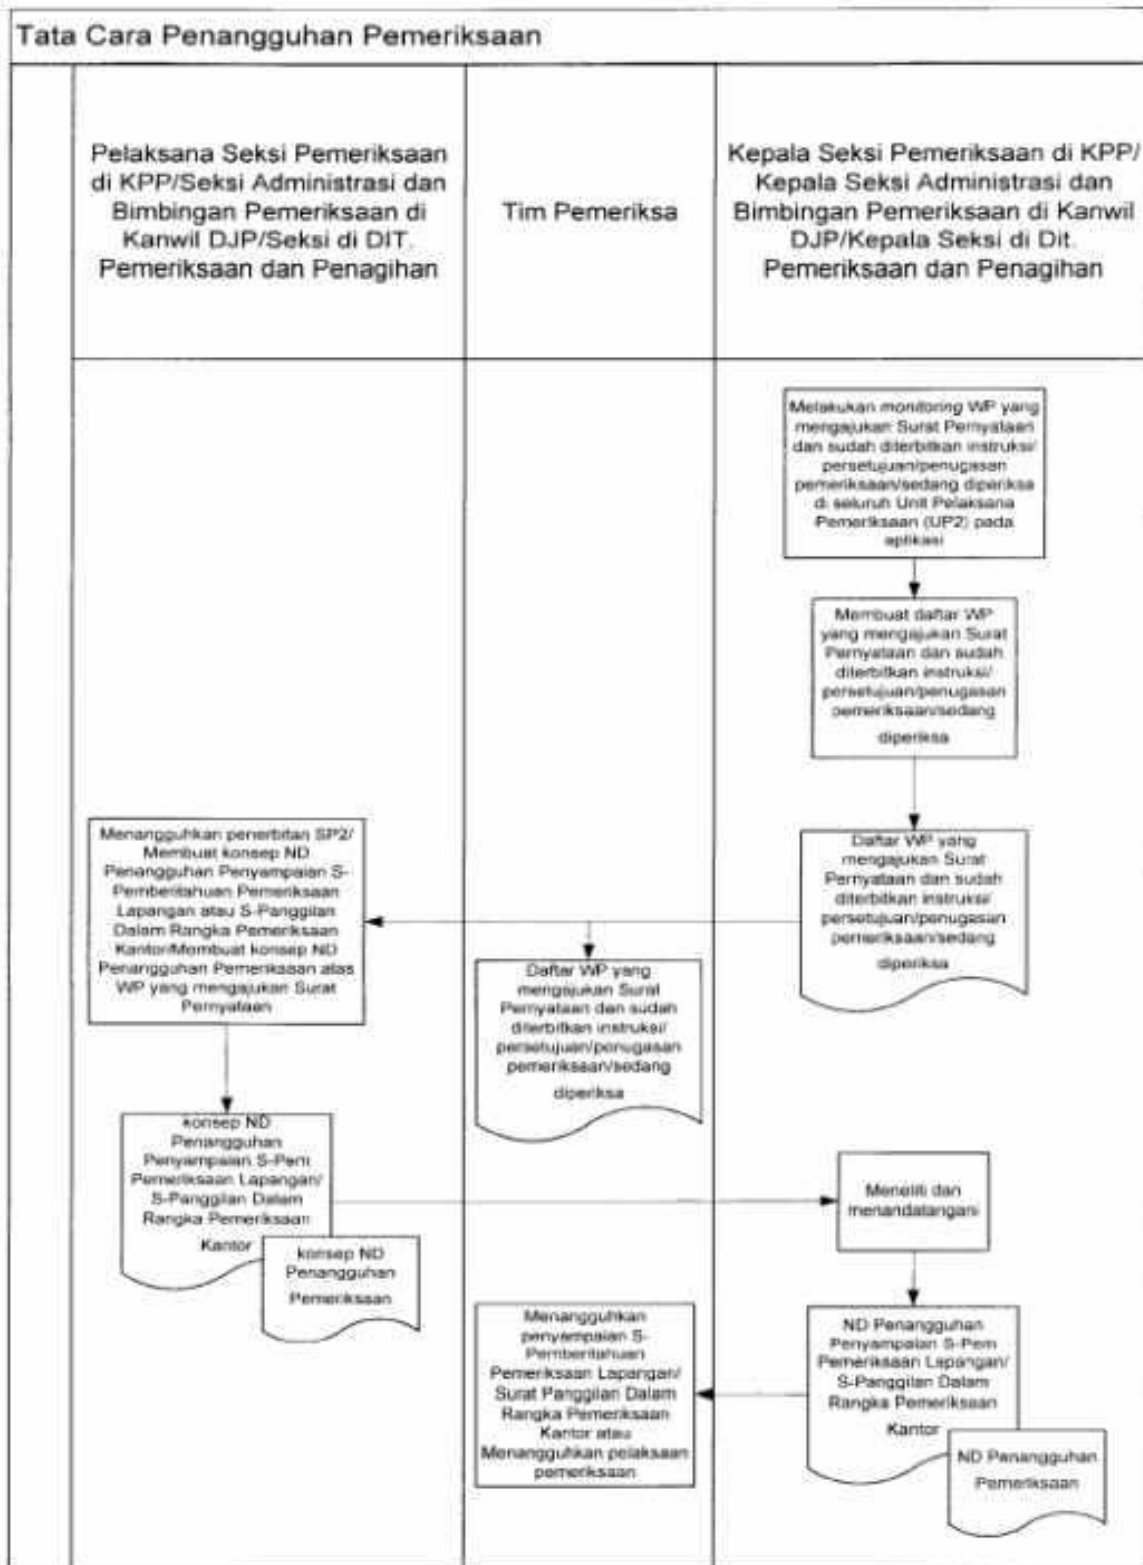 Tata Cara Penangguhan Pemeriksaan
Pelaksana Seksi Pemeriksaan
di KPP/Seksi Administrasi dan
Bimbingan Pemeriksaan di
Kanwil DJP/Seksi di DIT.
Pemeriksaan dan Penagihan
Tim Pemeriksa
Kepala Seksi Pemeriksaan di KPP/
Kepala Seksi Administrasi dan
Bimbingan Pemeriksaan di Kanwil
DJP/Kepala Seksi di Dit.
Pemeriksaan dan Penagihan
Melakukan monitoring WP yang
mengajukan Surat Pernyataan
dan sudah diterbitkan instruksi/
persetujuan/penugasan
pemeriksaan/sedang diperiksa
di seluruh Unit Pelaksana
Pemeriksaan (UP2) pada
aplikasi
Membuat daftar WP
yang mengajukan Surat
Pernyataan dan sudah
diterbitkan instruksi/
persetujuan/penugasan
pemeriksaan/sedang
diperiksa
Daftar WP yang
mengajukan Surat
Pernyataan dan sudah
diterbitkan instruksi/
persetujuan/penugasan
pemeriksaan/sedang
diperiksa
Menangguhkan penerbitan SP2/
Membuat konsep ND
Penangguhan Penyampaian S-
Pemberitahuan Pemeriksaan
Lapangan atau S-Panggilan
Dalam Rangka Pemeriksaan
Kantor/Membuat konsep ND
Penangguhan Pemerikaaan atas
WP yang mengajukan Surat
Pernyataan
Daftar WP yang
mengajukan Surat
Pernyataan dan sudah
diterbitkan instruksi/
persetujuan/penugasan
pemeriksaan/sedang
diperiksa
konsep ND
Penangguhan
Penyampaian S-Pem
Pemeriksaan Lapangan/
S-Panggilan Dalam
Rangka Pemeriksaan
Kantor
konsep ND
Penangguhan
Pemeriksaan
Meneliti dan
menandatangani
ND Penangguhan
Penyampaian S-Pem
Pemeriksaan Lapangan/
S-Panggilan Dalam
Rangka Pemeriksaan
Kantor
ND Penangguhan
Pemeriksaan
Menangguhkan
penyampaian S-
Pemberitahuan
Pemeriksaan Lapangan/
Surat Panggilan Dalam
Rangka Pemeriksaan
Kantor atau
Menangguhkan pelaksaan
pemeriksaan